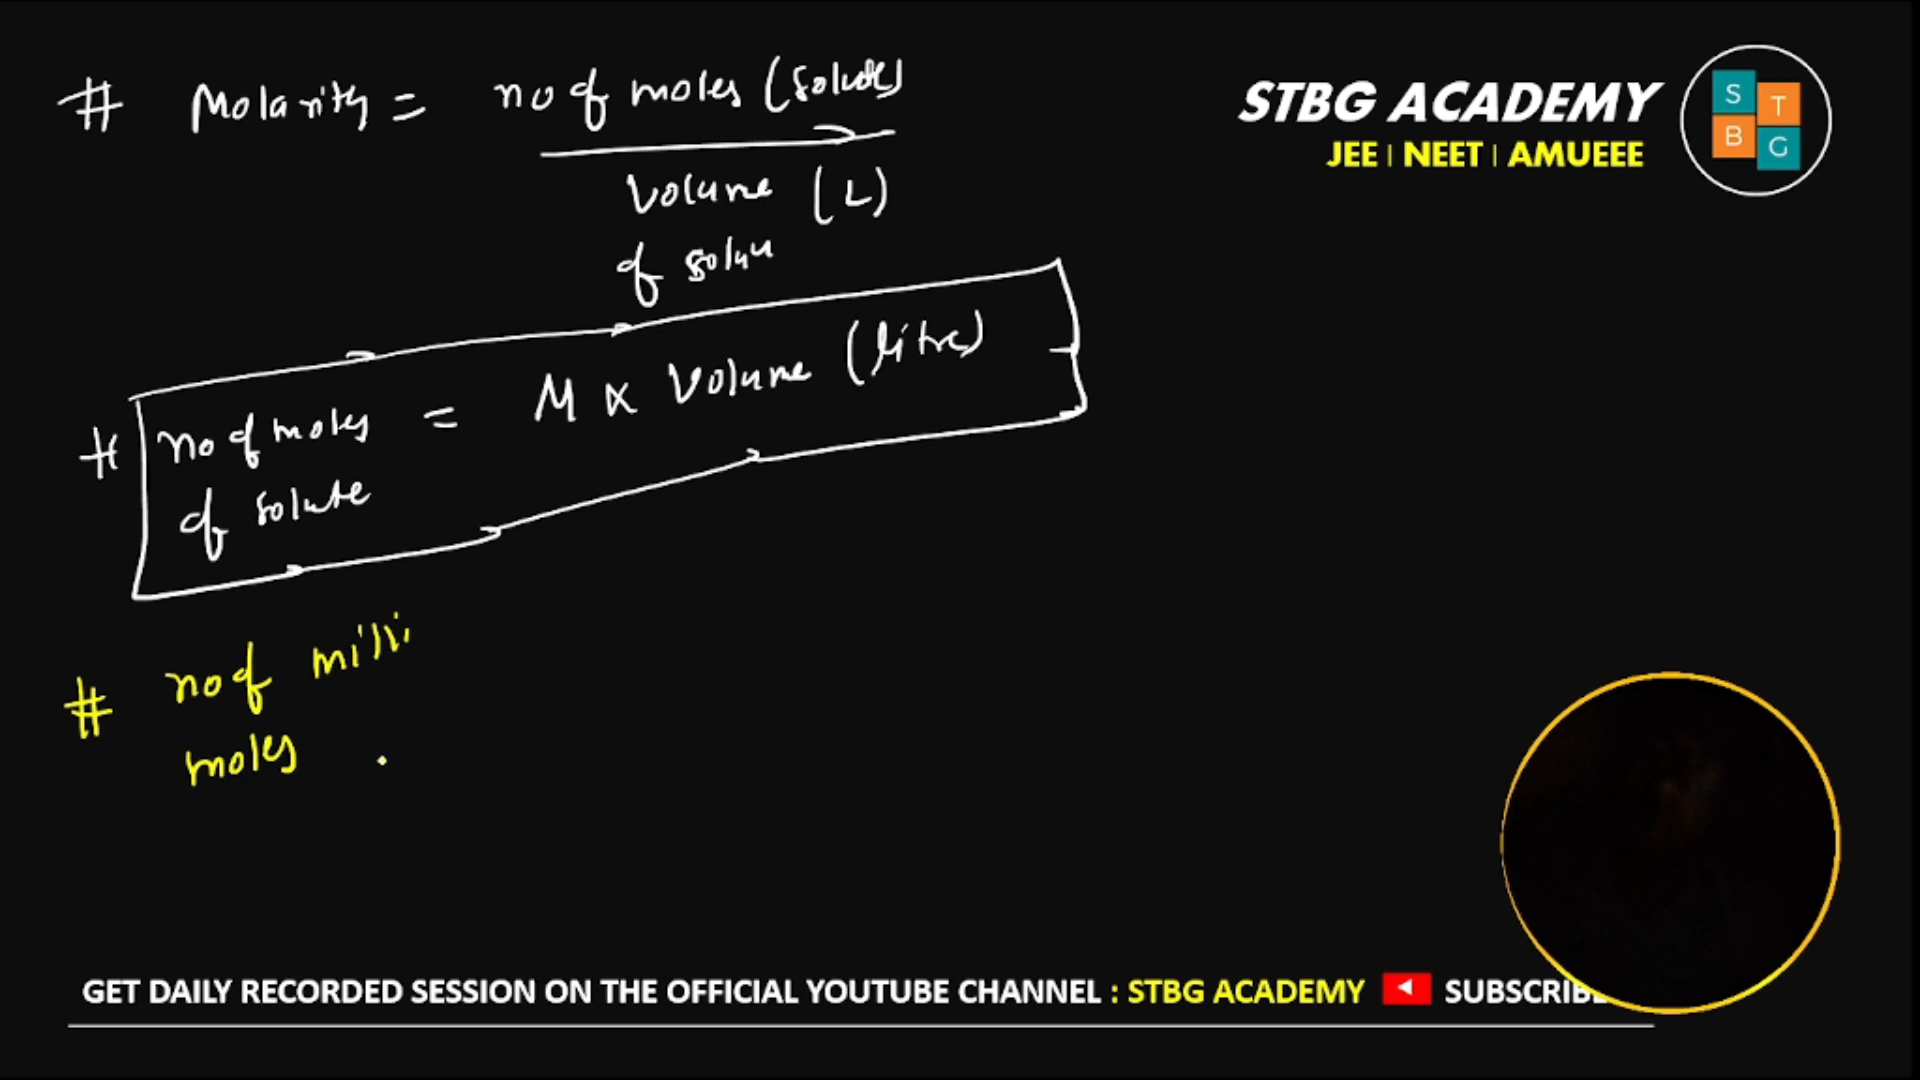 # Molarity = no of moles (solute)
Volume (L)
of solun
# no of moles = M x Volume (litre)
of solute
# no of milli
moles
STBG ACADEMY
JEE | NEET | AMUEEE
S T
B G
GET DAILY RECORDED SESSION ON THE OFFICIAL YOUTUBE CHANNEL : STBG ACADEMY SUBSCRIBE